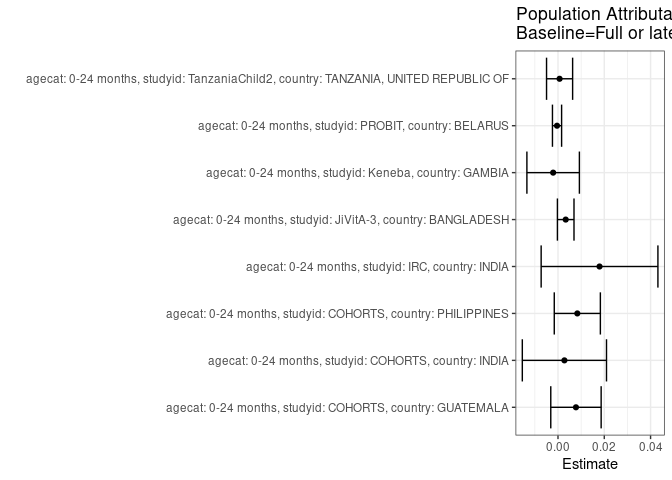 Population Attributa
Baseline=Full or late
agecat: 0-24 months, studyid: TanzaniaChild2, country: TANZANIA, UNITED REPUBLIC OF
agecat: 0-24 months, studyid: PROBIT, country: BELARUS
agecat: 0-24 months, studyid: Keneba, country: GAMBIA
agecat: 0-24 months, studyid: JiVitA-3, country: BANGLADESH
agecat: 0-24 months, studyid: IRC, country: INDIA
agecat: 0-24 months, studyid: COHORTS, country: PHILIPPINES
agecat: 0-24 months, studyid: COHORTS, country: INDIA
agecat: 0-24 months, studyid: COHORTS, country: GUATEMALA
0.00 0.02 0.04
Estimate